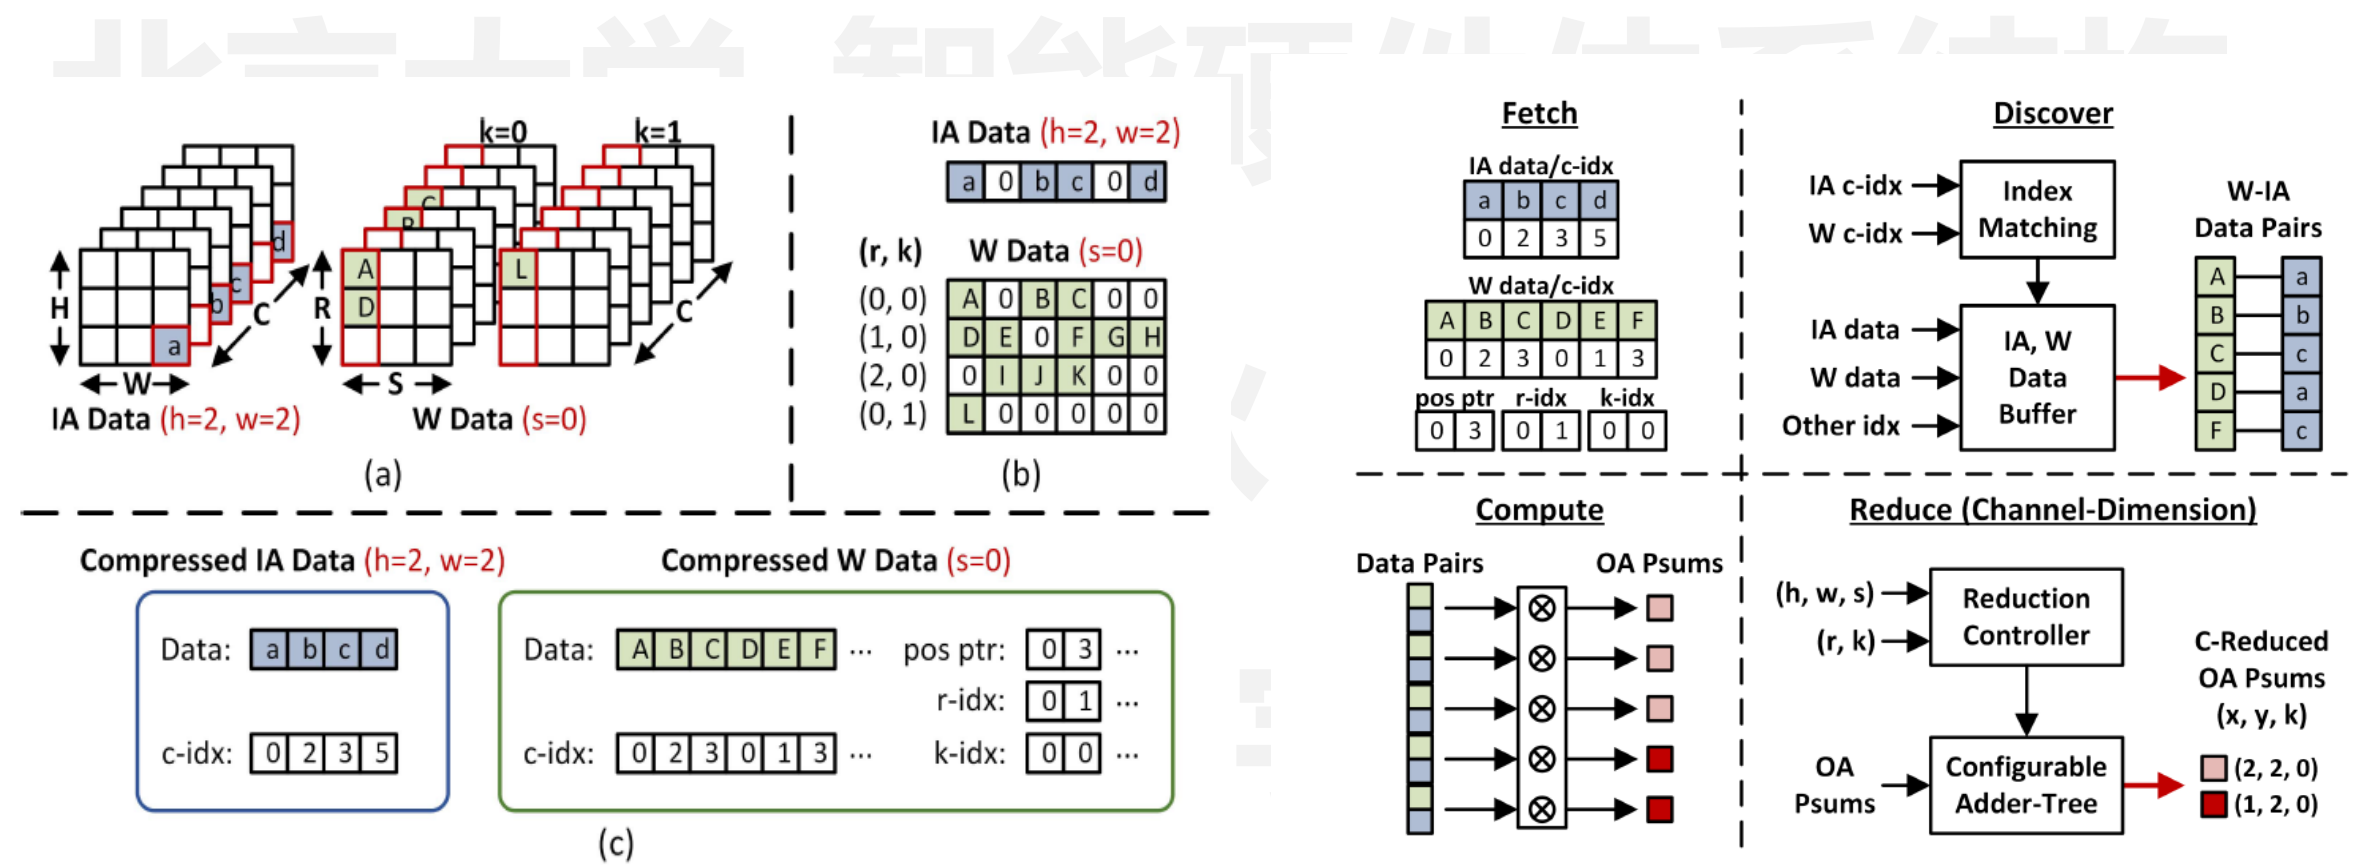 k=0
k=1
C
B
d
c
b
a
A
D
L
H
W
C
R
S
C
IA Data (h=2, w=2)
W Data (s=0)
(a)
IA Data (h=2, w=2)
a 0 b c 0 d
(r, k) W Data (s=0)
(0, 0) A 0 B C 0 0
(1, 0) D E 0 F G H
(2, 0) 0 I J K 0 0
(0, 1) L 0 0 0 0 0
(b)
Compressed IA Data (h=2, w=2)
Data: a b c d
c-idx: 0 2 3 5
Compressed W Data (s=0)
Data: A B C D E F ...
c-idx: 0 2 3 0 1 3 ...
pos ptr: 0 3 ...
r-idx: 0 1 ...
k-idx: 0 0 ...
(c)
Fetch
IA data/c-idx
a b c d
0 2 3 5
W data/c-idx
A B C D E F
0 2 3 0 1 3
pos ptr r-idx k-idx
0 3 0 1 0 0
Discover
IA c-idx
W c-idx
Index
Matching
IA data
W data
Other idx
IA, W
Data
Buffer
W-IA
Data Pairs
A a
B b
C c
D a
F c
Compute
Data Pairs
OA Psums
Reduce (Channel-Dimension)
(h, w, s)
(r, k)
Reduction
Controller
OA
Psums
Configurable
Adder-Tree
C-Reduced
OA Psums
(x, y, k)
(2, 2, 0)
(1, 2, 0)